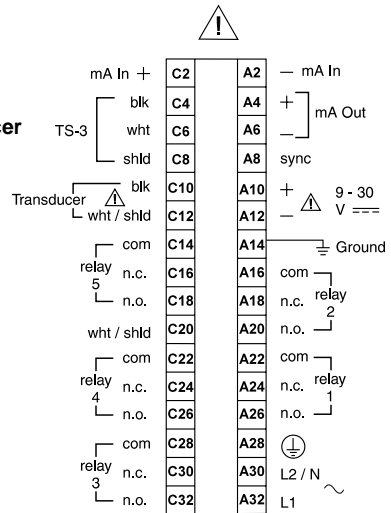 mA In + C2 A2 – mA In
blk C4 A4 +
mA Out
cer TS-3 wht C6 A6 –
shld C8 A8 sync
blk C10 A10 + 9 - 30
Transducer
wht / shld C12 A12 – V
com C14 A14 Ground
relay 5 n.c. C16 A16 com
n.o. C18 A18 n.c. relay 2
wht / shld C20 A20 n.o.
com C22 A22 com
relay 4 n.c. C24 A24 n.c. relay 1
n.o. C26 A26 n.o.
com C28 A28
relay 3 n.c. C30 A30 L2 / N
n.o. C32 A32 L1